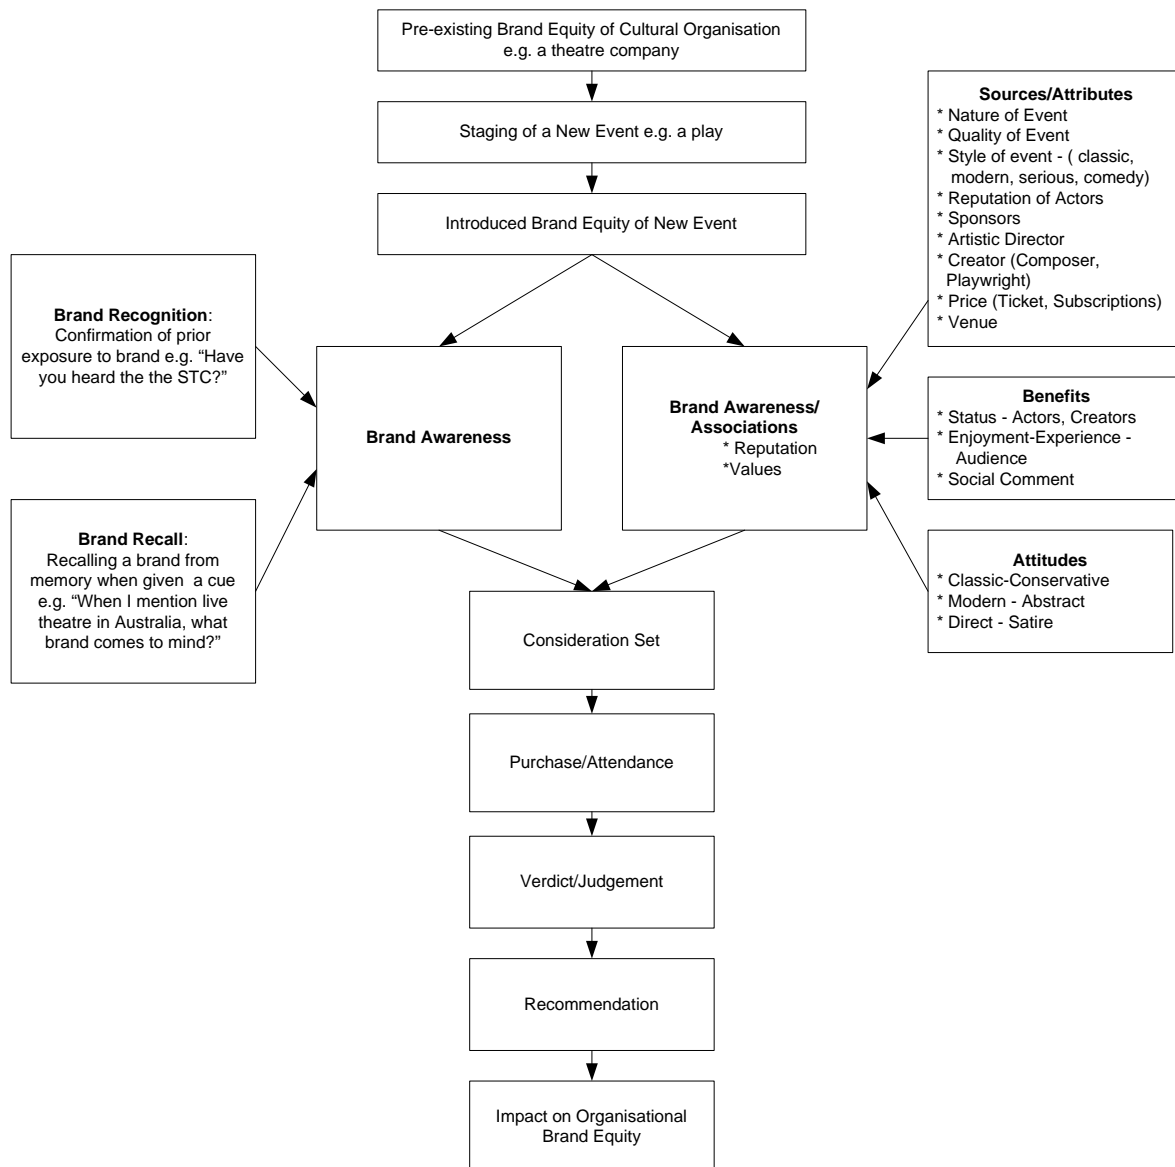 Pre-existing Brand Equity of Cultural Organisation
e.g. a theatre company
Staging of a New Event e.g. a play
Introduced Brand Equity of New Event
Brand Recognition:
Confirmation of prior
exposure to brand e.g. “Have
you heard the the STC?”
Brand Recall:
Recalling a brand from
memory when given a cue
e.g. “When I mention live
theatre in Australia, what
brand comes to mind?”
Brand Awareness
Brand Awareness/
Associations
* Reputation
*Values
Sources/Attributes
* Nature of Event
* Quality of Event
* Style of event - ( classic,
modern, serious, comedy)
* Reputation of Actors
* Sponsors
* Artistic Director
* Creator (Composer,
Playwright)
* Price (Ticket, Subscriptions)
* Venue
Benefits
* Status - Actors, Creators
* Enjoyment-Experience -
Audience
* Social Comment
Attitudes
* Classic-Conservative
* Modern - Abstract
* Direct - Satire
Consideration Set
Purchase/Attendance
Verdict/Judgement
Recommendation
Impact on Organisational
Brand Equity